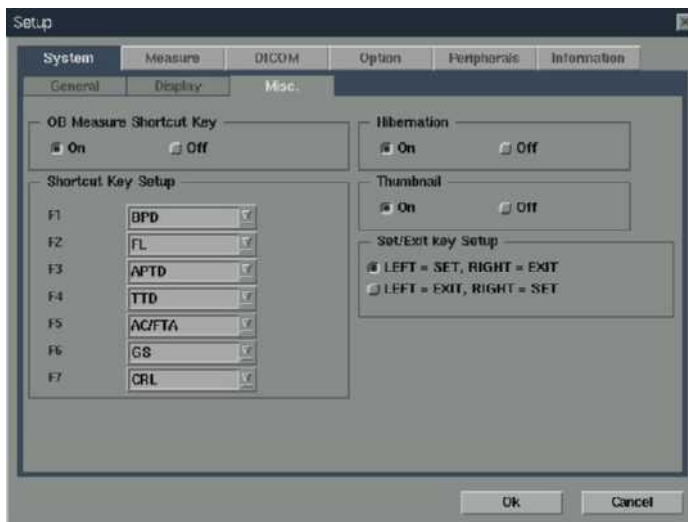 Setup
System Measure DICOM Option Peripherals Information
General Display Misc.
OB Measure Shortcut Key
On Off
Shortcut Key Setup
F1 BPD
F2 FL
F3 APTD
F4 TTD
F5 AC/FTA
F6 GS
F7 CRL
Hibernation
On Off
Thumbnail
On Off
Set/Exit Key Setup
LEFT = SET, RIGHT = EXIT
LEFT = EXIT, RIGHT = SET
Ok Cancel